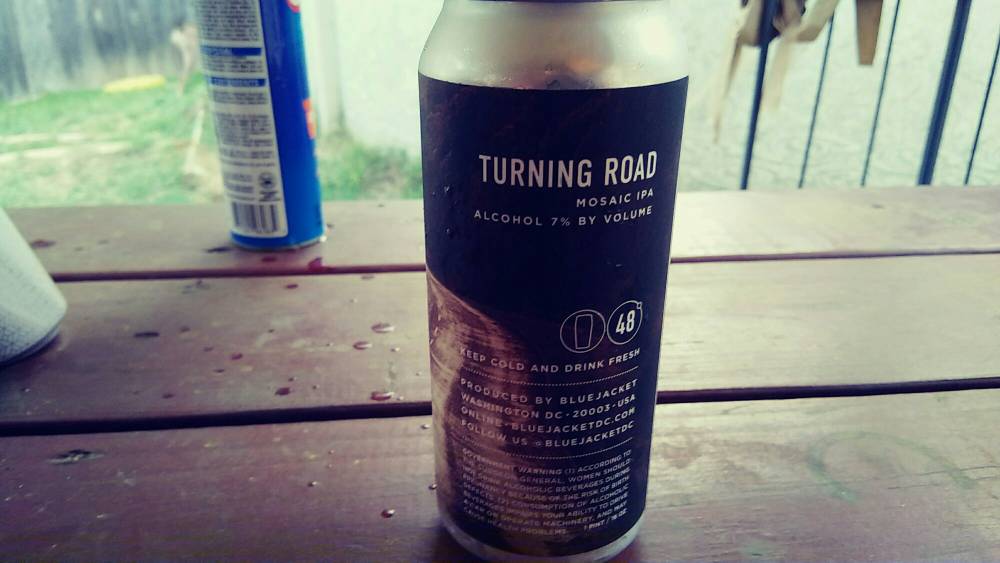 TURNING ROAD
MOSAIC IPA
ALCOHOL 7% BY VOLUME
48°
KEEP COLD AND DRINK FRESH
PRODUCED BY BLUEJACKET
WASHINGTON DC • 20003 • USA
ONLINE • BLUEJACKETDC.COM
FOLLOW US @BLUEJACKETDC
GOVERNMENT WARNING (1) ACCORDING TO
THE SURGEON GENERAL, WOMEN SHOULD
NOT DRINK ALCOHOLIC BEVERAGES DURING
PREGNANCY BECAUSE OF THE RISK OF BIRTH
DEFECTS. (2) CONSUMPTION OF ALCOHOLIC
BEVERAGES IMPAIRS YOUR ABILITY TO DRIVE
A CAR OR OPERATE MACHINERY, AND MAY
CAUSE HEALTH PROBLEMS. 1 PINT / 16 OZ